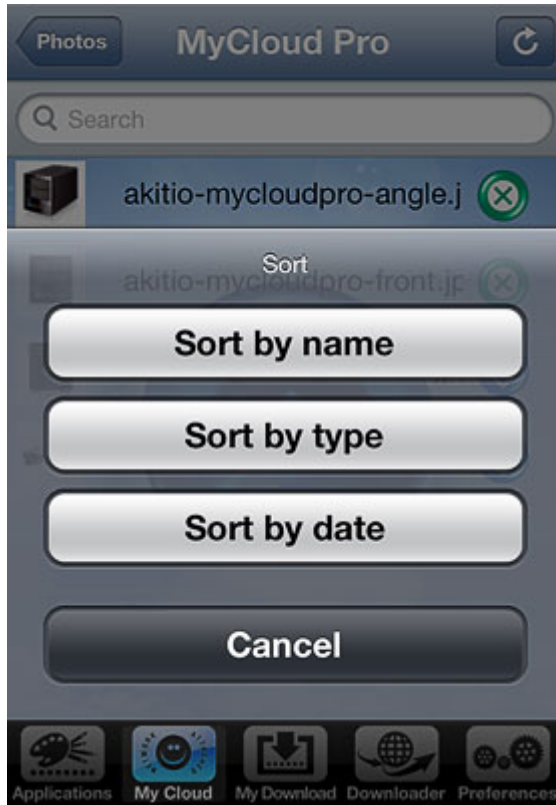 Photos
MyCloud Pro
Search
akitio-mycloudpro-angle.j
Sort
akitio-mycloudpro-front.jp
Sort by name
Sort by type
Sort by date
Cancel
Applications
My Cloud
My Download
Downloader
Preferences